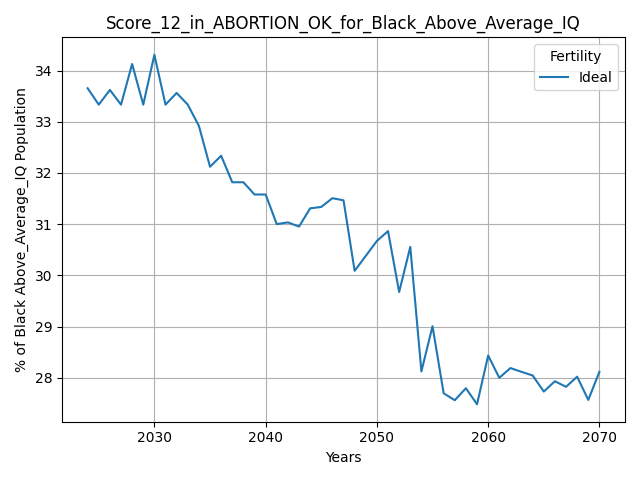 Score_12_in_ABORTION_OK_for_Black_Above_Average_IQ
% of Black Above_Average_IQ Population
34
33
32
31
30
29
28
Fertility
Ideal
2030 2040 2050 2060 2070
Years